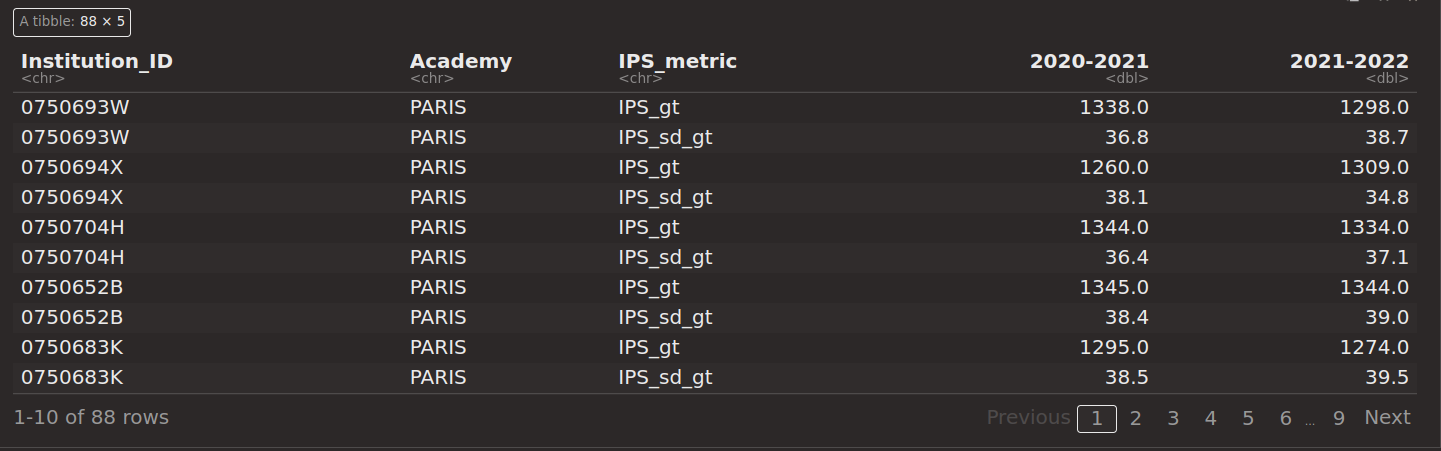 A tibble: 88 × 5
Institution_ID Academy IPS_metric 2020-2021 2021-2022
<chr> <chr> <chr> <dbl> <dbl>
0750693W PARIS IPS_gt 1338.0 1298.0
0750693W PARIS IPS_sd_gt 36.8 38.7
0750694X PARIS IPS_gt 1260.0 1309.0
0750694X PARIS IPS_sd_gt 38.1 34.8
0750704H PARIS IPS_gt 1344.0 1334.0
0750704H PARIS IPS_sd_gt 36.4 37.1
0750652B PARIS IPS_gt 1345.0 1344.0
0750652B PARIS IPS_sd_gt 38.4 39.0
0750683K PARIS IPS_gt 1295.0 1274.0
0750683K PARIS IPS_sd_gt 38.5 39.5
1-10 of 88 rows Previous 1 2 3 4 5 6 ... 9 Next